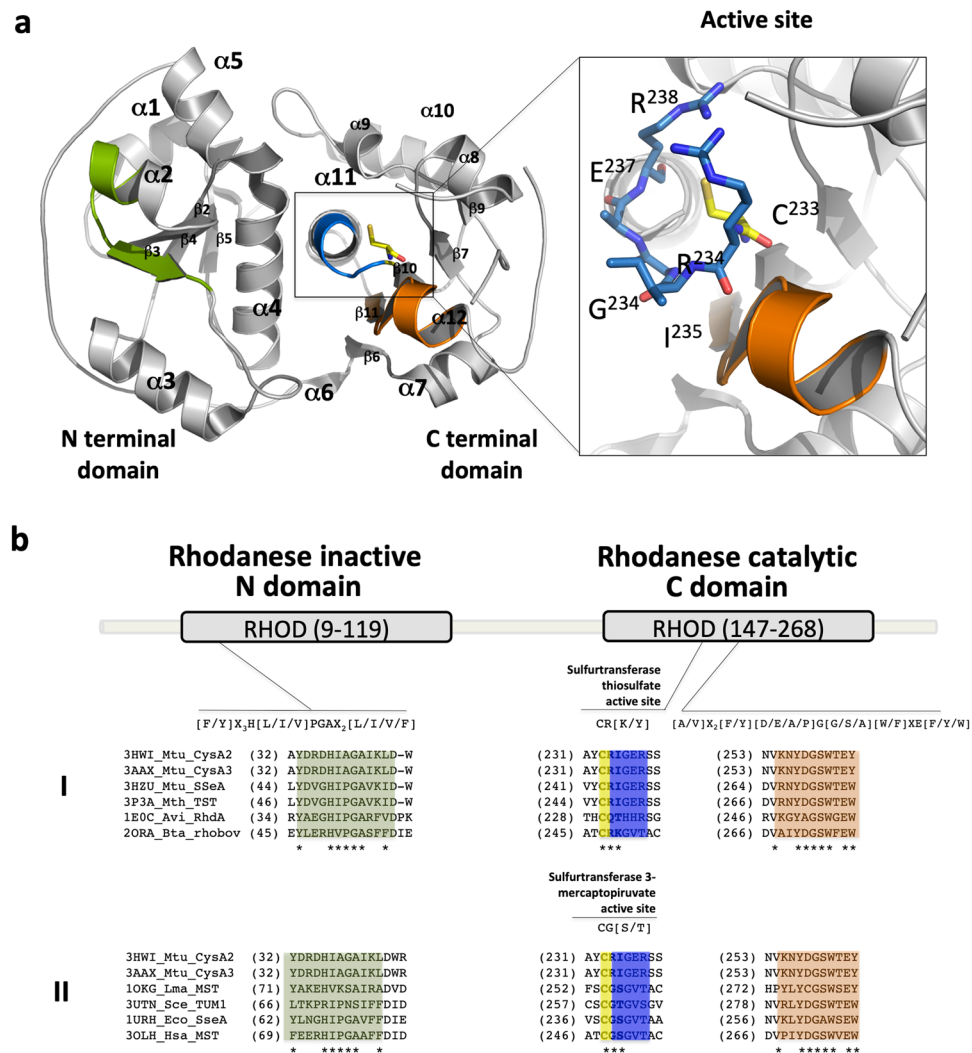 a
Active site
α5
α1
α2
β2
β3
β4
β5
α4
α3
N terminal
domain
α10
α9
α8
α11
β9
β7
β10
β11
α12
β6
α6
α7
C terminal
domain
R238
E237
C233
R234
G234
I235
b
Rhodanese inactive
N domain
Rhodanese catalytic
C domain
RHOD (9-119)
RHOD (147-268)
Sulfurtransferase
thiosulfate
active site
[F/Y]X3H[L/I/V]PGAX2[L/I/V/F] CR[K/Y] [A/V]X2[F/Y][D/E/A/P]G[G/S/A][W/F]XE[F/Y/W]
I
3HWI_Mtu_CysA2 (32) AYDRDHIAGAIKLD-W (231) AYCRIGERSS (253) NVKNYDGSWTEY
3AAX_Mtu_CysA3 (32) AYDRDHIAGAIKLD-W (231) AYCRIGERSS (253) NVKNYDGSWTEY
3HZU_Mtu_SSeA (44) LYDVGHIPGAVKID-W (241) VYCRIGERSS (264) DVRNYDGSWTEW
3P3A_Mth_TST (46) LYDVGHIPGAVKID-W (244) VYCRIGERSS (266) DVRNYDGSWTEW
1E0C_Avi_RhdA (34) RYAEGHIPGARFVDPK (228) THCQTHHRSG (246) RVKGYAGSWGEW
2ORA_Bta_rhobov (45) EYLERHVPGASFFDIE (245) ATCRKGVTAC (266) DVAIYDGSWFEW
* ***** * *** * ***** **
Sulfurtransferase 3-
mercaptopiruvate
active site
CG[S/T]
II
3HWI_Mtu_CysA2 (32) YDRDHIAGAIKLDWR (231) AYCRIGERSS (253) NVKNYDGSWTEY
3AAX_Mtu_CysA3 (32) YDRDHIAGAIKLDWR (231) AYCRIGERSS (253) NVKNYDGSWTEY
1OKG_Lma_MST (71) YAKEHVKSAIRADVD (252) FSCGSGVTAC (272) HPYLYCGSWSEY
3UTN_Sce_TUM1 (66) LTKPRIPNSIFFDID (257) CSCGTGVSGV (278) NVRLYDGSWTEW
1URH_Eco_SseA (62) YLNGHIPGAVFFDIE (236) VSCGSGVTAA (256) NVKLYDGAWSEW
3OLH_Hsa_MST (69) FEERHIPGAAFFDID (246) ATCGSGVTAC (267) DVPIYDGSWVEW
* ***** * *** * ***** **